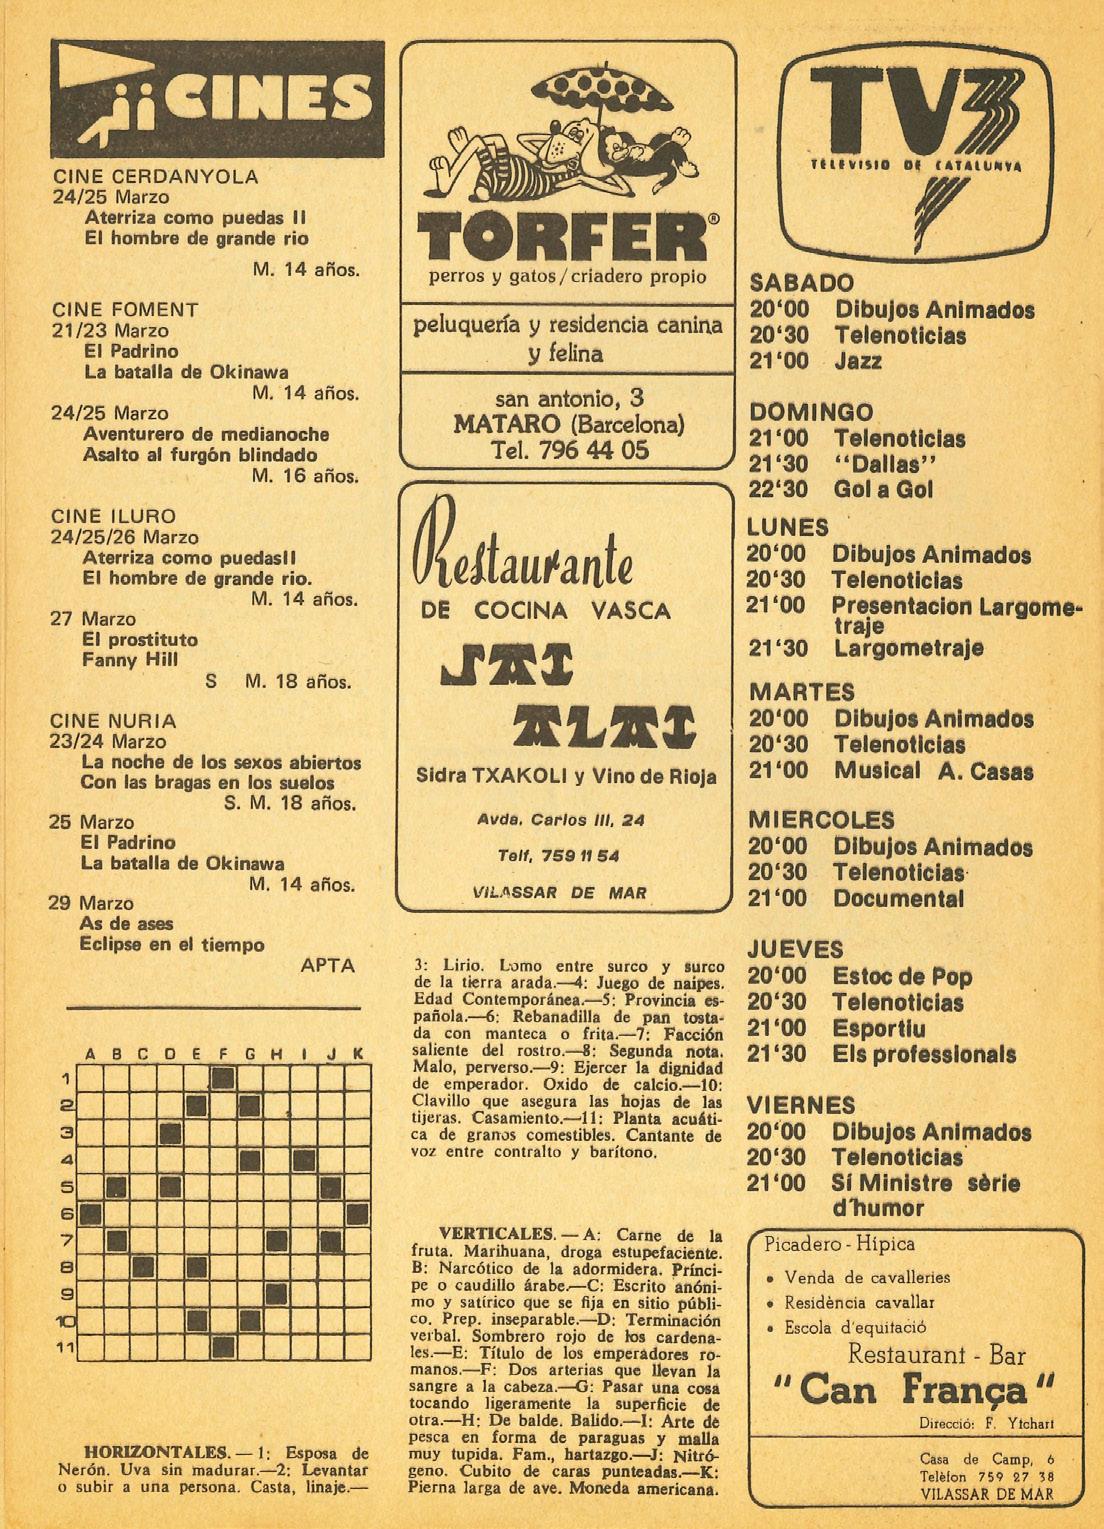 ¡¡CINES
CINE CERDANYOLA
24/25 Marzo
Aterriza como puedas II
El hombre de grande rio
M. 14 años.
CINE FOMENT
21/23 Marzo
El Padrino
La batalla de Okinawa
M. 14 años.
24/25 Marzo
Aventurero de medianoche
Asalto al furgón blindado
M. 16 años.
CINE ILURO
24/25/26 Marzo
Aterriza como puedasII
El hombre de grande rio.
M. 14 años.
27 Marzo
El prostituto
Fanny Hill
S M. 18 años.
CINE NURIA
23/24 Marzo
La noche de los sexos abiertos
Con las bragas en los suelos
S. M. 18 años.
25 Marzo
El Padrino
La batalla de Okinawa
M. 14 años.
29 Marzo
As de ases
Eclipse en el tiempo
APTA
A B C D E F G H I J K
1
2
3
4
5
6
7
8
9
10
11
HORIZONTALES. — 1: Esposa de
Nerón. Uva sin madurar.—2: Levantar
o subir a una persona. Casta, linaje.—
TORFER®
perros y gatos/criadero propio
peluquería y residencia canina
y felina
san antonio, 3
MATARO (Barcelona)
Tel. 796 44 05
Restaurante
DE COCINA VASCA
JAI
ALAI
Sidra TXAKOLI y Vino de Rioja
Avda. Carlos III, 24
Telf, 759 11 54
VILASSAR DE MAR
3: Lirio. Lomo entre surco y surco
de la tierra arada.—4: Juego de naipes.
Edad Contemporánea.—5: Provincia es-
pañola.—6: Rebanadilla de pan tosta-
da con manteca o frita.—7: Facción
saliente del rostro.—8: Segunda nota.
Malo, perverso.—9: Ejercer la dignidad
de emperador. Oxido de calcio.—10:
Clavillo que asegura las hojas de las
tijeras. Casamiento.—11: Planta acuáti-
ca de granos comestibles. Cantante de
voz entre contralto y barítono.
VERTICALES. — A: Carne de la
fruta. Marihuana, droga estupefaciente.
B: Narcótico de la adormidera. Prínci-
pe o caudillo árabe.—C: Escrito anóni-
mo y satírico que se fija en sitio públi-
co. Prep. inseparable.—D: Terminación
verbal. Sombrero rojo de los cardena-
les.—E: Título de los emperadores ro-
manos.—F: Dos arterias que llevan la
sangre a la cabeza.—G: Pasar una cosa
tocando ligeramente la superficie de
otra.—H: De balde. Balido.—I: Arte de
pesca en forma de paraguas y malla
muy tupida. Fam., hartazgo.—J: Nitró-
geno. Cubito de caras punteadas.—K:
Pierna larga de ave. Moneda americana.
TV3
TELEVISIO DE CATALUNYA
SABADO
20'00 Dibujos Animados
20'30 Telenoticias
21'00 Jazz
DOMINGO
21'00 Telenoticias
21'30 "Dallas"
22'30 Gol a Gol
LUNES
20'00 Dibujos Animados
20'30 Telenoticias
21'00 Presentacion Largome-
traje
21'30 Largometraje
MARTES
20'00 Dibujos Animados
20'30 Telenoticias
21'00 Musical A. Casas
MIERCOLES
20'00 Dibujos Animados
20'30 Telenoticias
21'00 Documental
JUEVES
20'00 Estoc de Pop
20'30 Telenoticias
21'00 Esportiu
21'30 Els professionals
VIERNES
20'00 Dibujos Animados
20'30 Telenoticias
21'00 Sí Ministre sèrie
d'humor
Picadero - Hípica
• Venda de cavalleries
• Residència cavallar
• Escola d'equitació
Restaurant - Bar
"Can França"
Direcció: F. Ytchart
Casa de Camp, 6
Telèfon 759 27 38
VILASSAR DE MAR